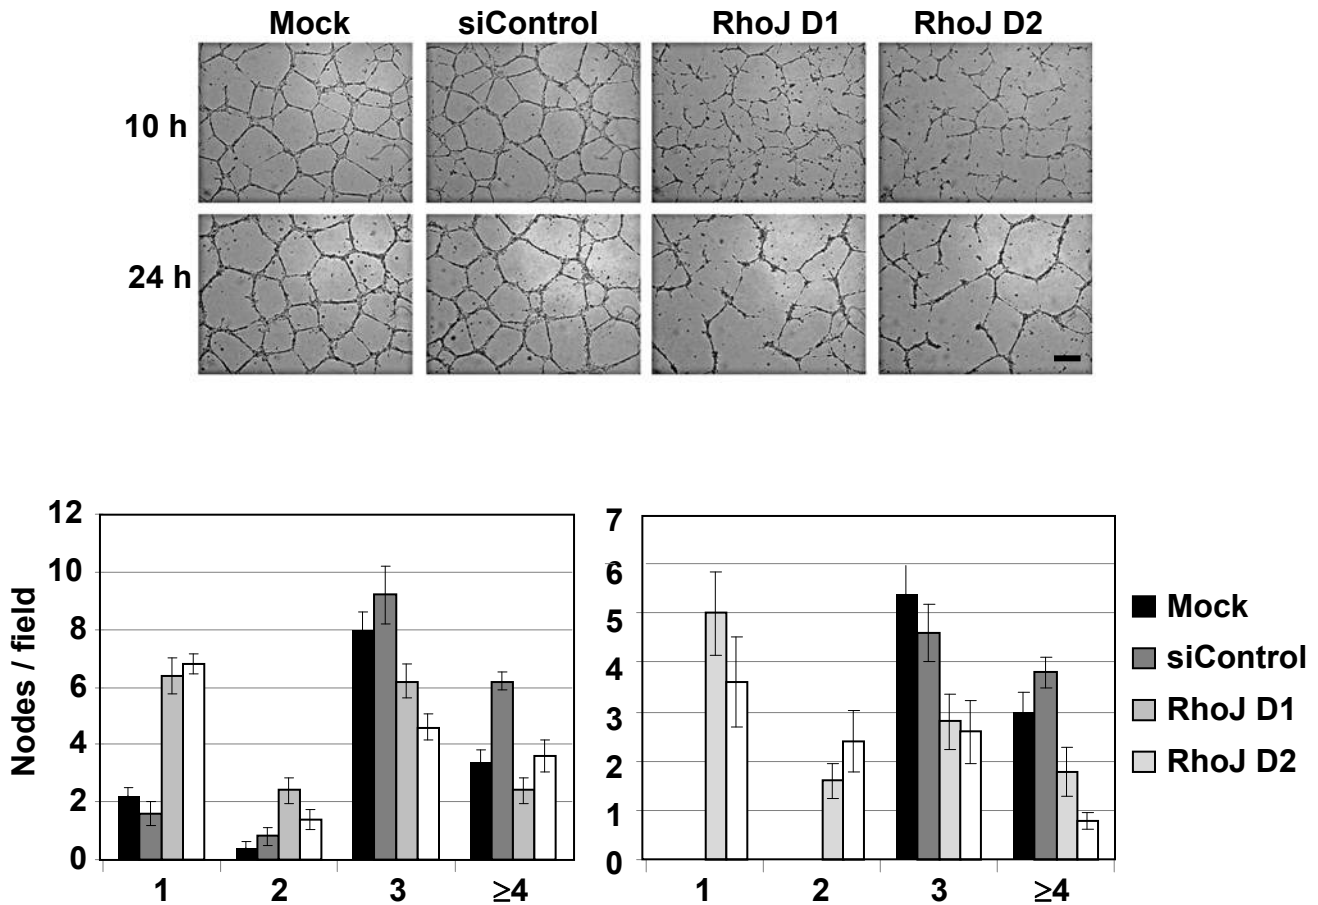 Mock siControl RhoJ D1 RhoJ D2
10 h
24 h
Nodes / field
12
10
8
6
4
2
0
1 2 3 ≥4
7
6
5
4
3
2
1
0
1 2 3 ≥4
Mock
siControl
RhoJ D1
RhoJ D2